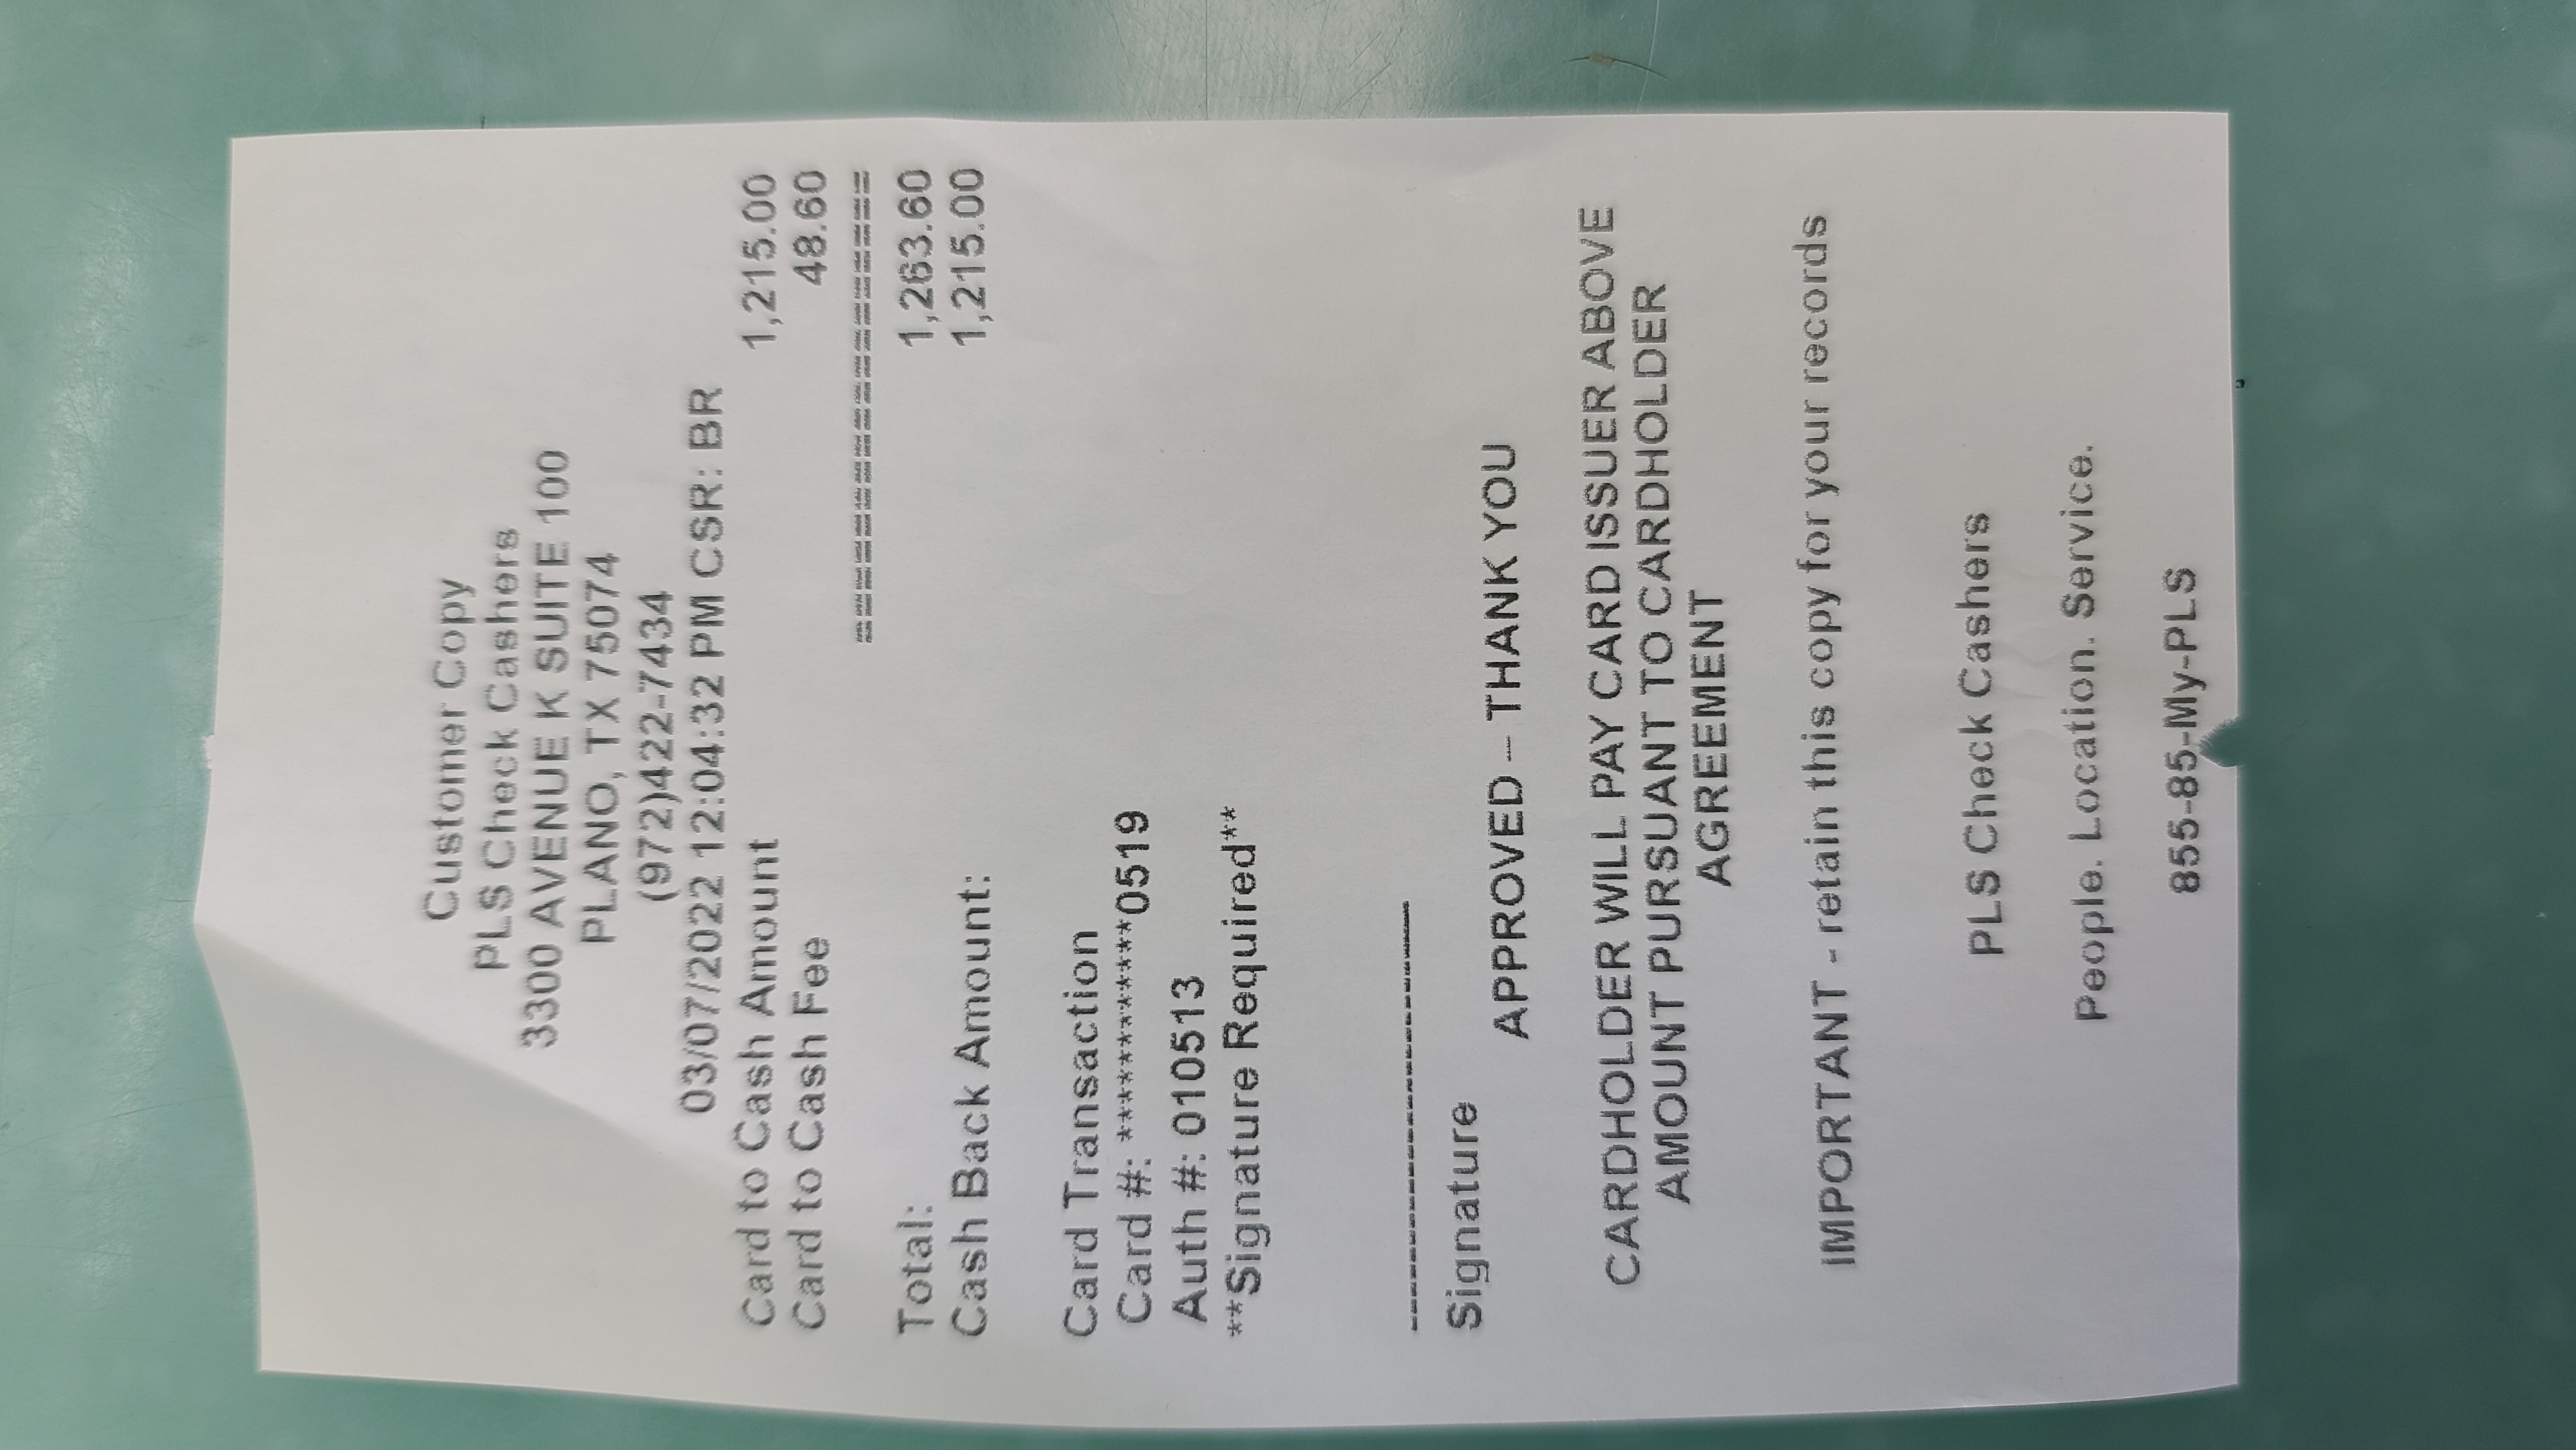 Customer Copy
PLS Check Cashers
3300 AVENUE K SUITE 100
PLANO, TX 75074
(972)422-7434
03/07/2022 12:04:32 PM CSR: BR
Card to Cash Amount 1,215.00
Card to Cash Fee 48.60
==============================
Total: 1,263.60
Cash Back Amount: 1,215.00
Card Transaction
Card #: ************0519
Auth #: 010513
**Signature Required**
------------------------------
Signature
APPROVED -- THANK YOU
CARDHOLDER WILL PAY CARD ISSUER ABOVE
AMOUNT PURSUANT TO CARDHOLDER
AGREEMENT
IMPORTANT - retain this copy for your records
PLS Check Cashers
People. Location. Service.
855-85-My-PLS